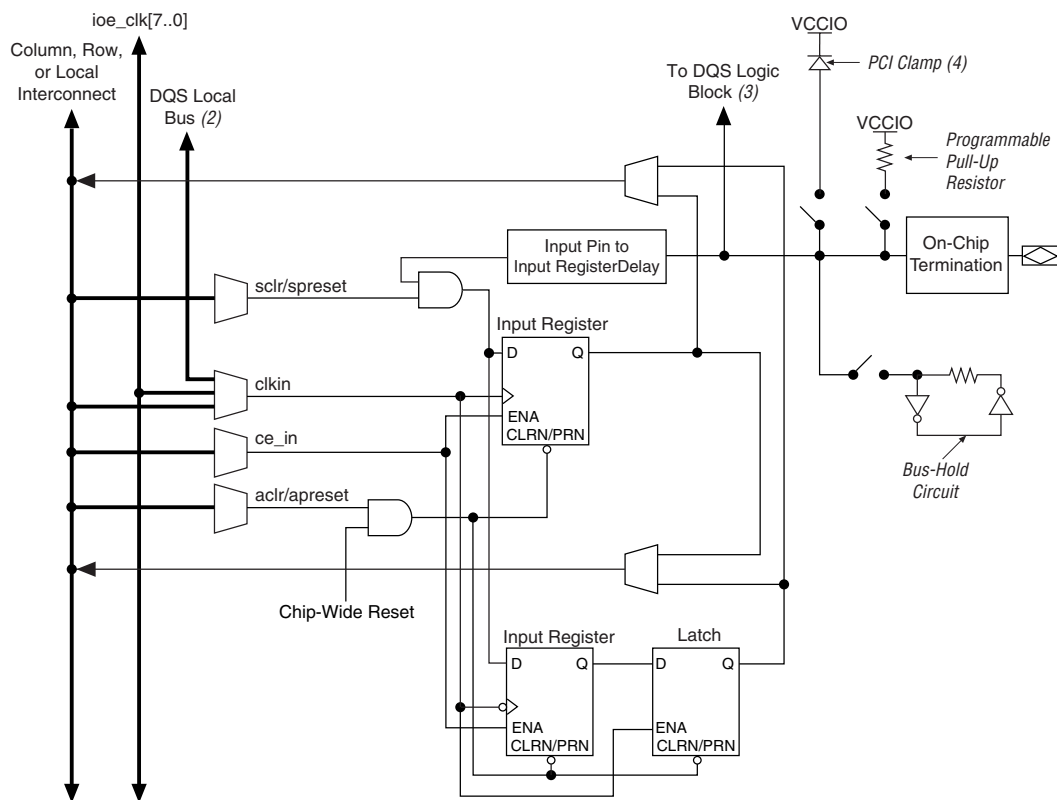 ioe_clk[7..0]
Column, Row,
or Local
Interconnect
DQS Local
Bus (2)
To DQS Logic
Block (3)
VCCIO
PCI Clamp (4)
VCCIO
Programmable
Pull-Up
Resistor
Input Pin to
Input RegisterDelay
On-Chip
Termination
sclr/spreset
Input Register
D
Q
clkin
ENA
CLRN/PRN
ce_in
Bus-Hold
Circuit
aclr/apreset
Chip-Wide Reset
Input Register
D
Q
ENA
CLRN/PRN
Latch
D
Q
ENA
CLRN/PRN